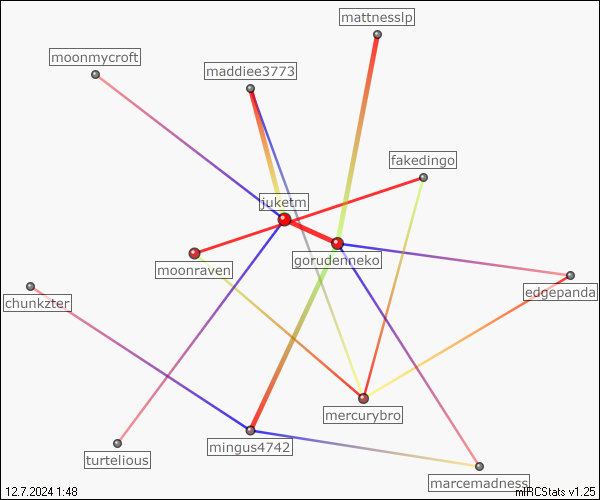 mattnesslp
moonmycroft
maddiee3773
fakedingo
juketm
gorudenneko
moonraven
edgepanda
chunkzter
mercurybro
mingus4742
turtelious
marcemadness
12.7.2024 1:48
mIRCStats v1.25